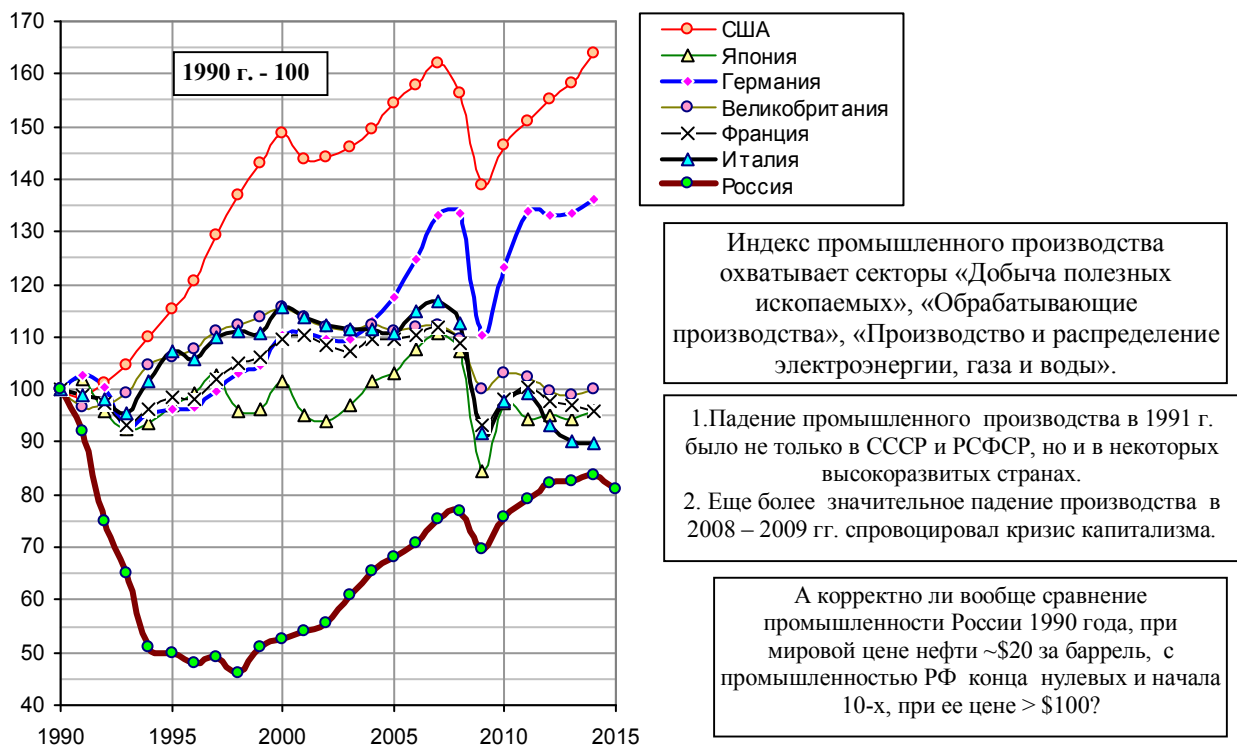 170
160
150
140
130
120
110
100
90
80
70
60
50
40
1990
1995
2000
2005
2010
2015
1990 г. - 100
США
Япония
Германия
Великобритания
Франция
Италия
Россия
Индекс промышленного производства
охватывает секторы «Добыча полезных
ископаемых», «Обрабатывающие
производства», «Производство и распределение
электроэнергии, газа и воды».
1.Падение промышленного производства в 1991 г.
было не только в СССР и РСФСР, но и в некоторых
высокоразвитых странах.
2. Еще более значительное падение производства в
2008 – 2009 гг. спровоцировал кризис капитализма.
А корректно ли вообще сравнение
промышленности России 1990 года, при
мировой цене нефти ~$20 за баррель, с
промышленностью РФ конца нулевых и начала
10-х, при ее цене > $100?